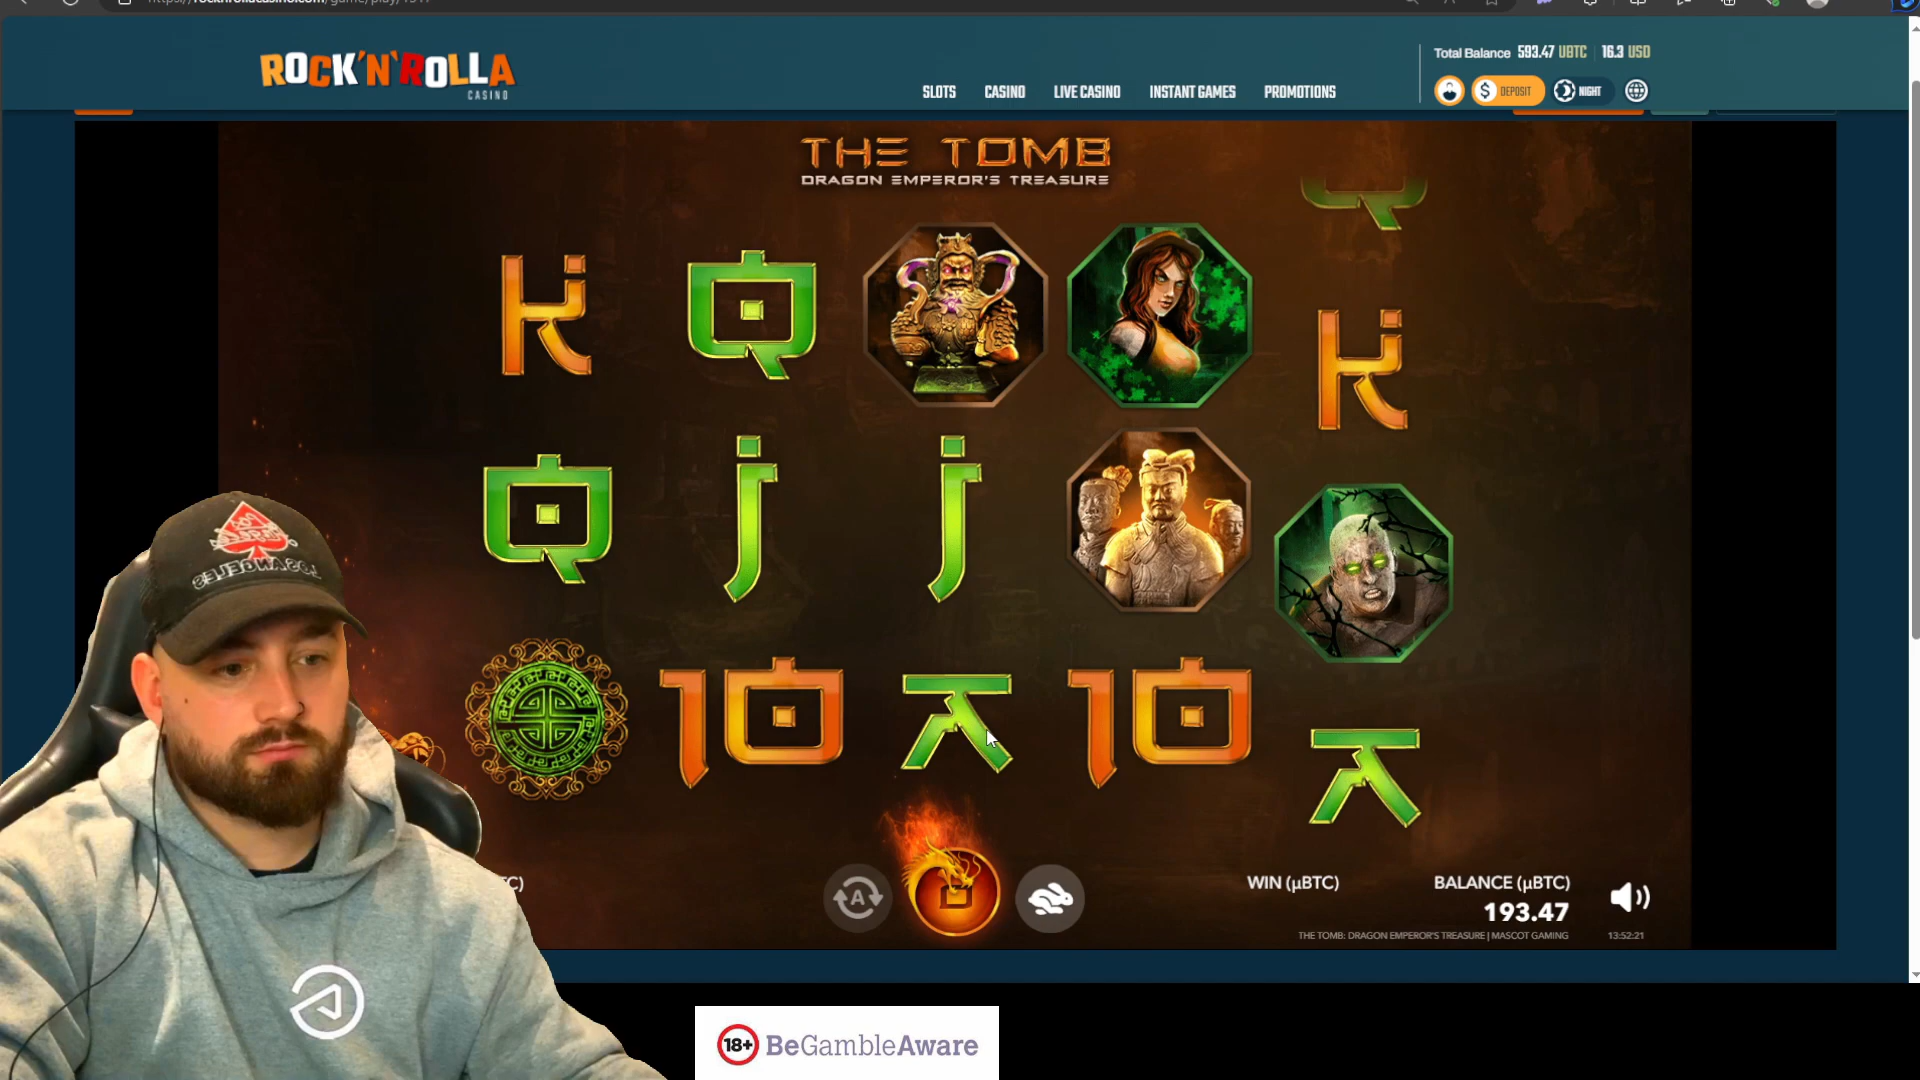 ROCK'N'ROLLA
CASINO
SLOTS
CASINO
LIVE CASINO
INSTANT GAMES
PROMOTIONS
Total Balance 593.47 UBTC 16.3 USD
$ DEPOSIT
NIGHT
THE TOMB
DRAGON EMPEROR'S TREASURE
Q
K Q K
Q J J
10 A 10 A
LOS ANGELES
A
WIN (µBTC)
BALANCE (µBTC)
193.47
THE TOMB: DRAGON EMPEROR'S TREASURE | MASCOT GAMING
13:52:21
18+ BeGambleAware